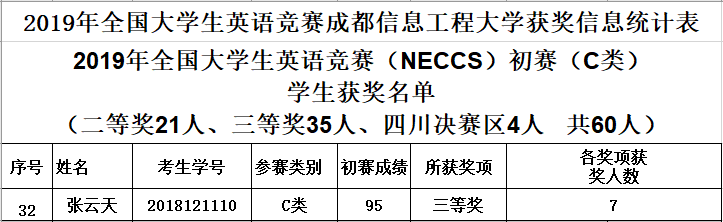 2019年全国大学生英语竞赛成都信息工程大学获奖信息统计表
2019年全国大学生英语竞赛（NECCS）初赛（C类）
学生获奖名单
（二等奖21人、三等奖35人、四川决赛区4人 共60人）
序号 姓名 考生学号 参赛类别 初赛成绩 所获奖项 各奖项获
奖人数
32 张云天 2018121110 C类 95 三等奖 7